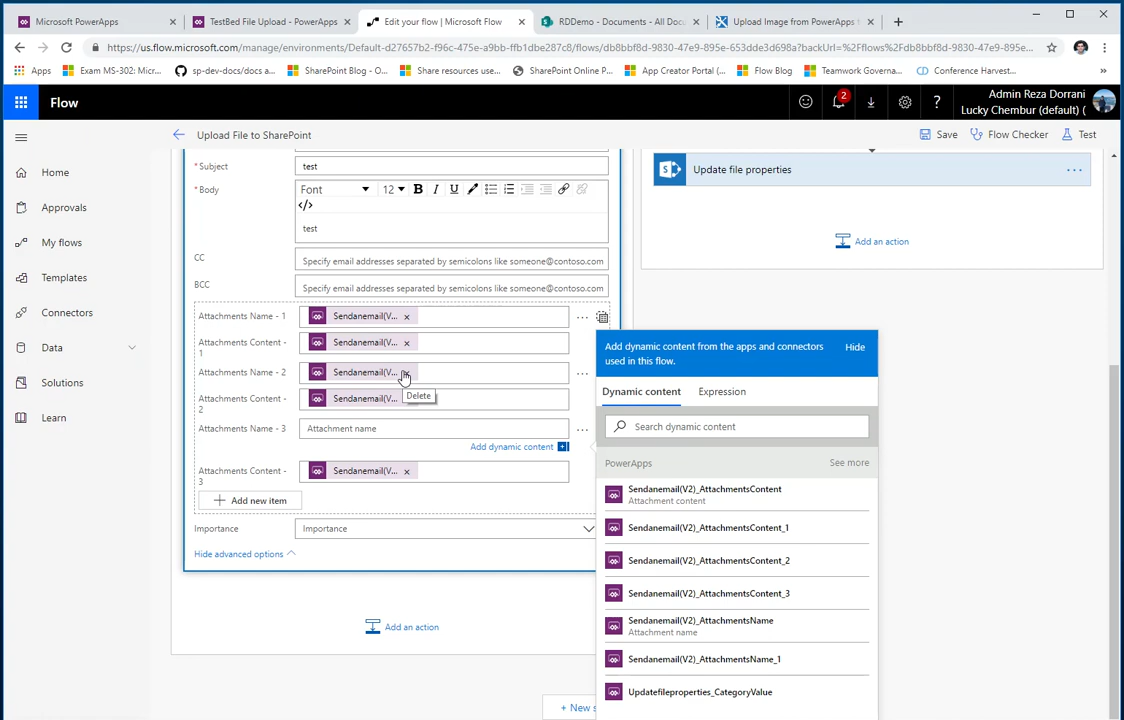 Microsoft PowerApps
TestBed File Upload - PowerApps
Edit your flow | Microsoft Flow
RDDemo - Documents - All Doc
Upload Image from PowerApps t
https://us.flow.microsoft.com/manage/environments/Default-d27657b2-f96c-475e-a9bb-ffb1dbe287c8/flows/db8bbf8d-9830-47e9-895e-653dde3d6874?backUrl=%2Fflows%2Fdb8bbf8d-9830-47e9-895e-653dde3d6874...
Apps
Exam MS-302: Micr...
sp-dev-docs/docs a...
SharePoint Blog - O...
Share resources use...
SharePoint Online P...
App Creator Portal (...
Flow Blog
Teamwork Governa...
Conference Harvest...
Flow
2
?
Admin Reza Dorrani
Lucky Chembur (default) (
Upload File to SharePoint
Save
Flow Checker
Test
Home
Approvals
My flows
Templates
Connectors
Data
Solutions
Learn
* Subject
test
* Body
Font
12
B
I
U
</>
test
CC
Specify email addresses separated by semicolons like someone@contoso.com
BCC
Specify email addresses separated by semicolons like someone@contoso.com
Attachments Name - 1
Sendanemail(V...
Attachments Content -
1
Sendanemail(V...
Attachments Name - 2
Sendanemail(V...
Delete
Attachments Content -
2
Sendanemail(V...
Attachments Name - 3
Attachment name
Add dynamic content
Attachments Content -
3
Sendanemail(V...
Add new item
Importance
Importance
Hide advanced options
Add an action
+ New s
Update file properties
Add an action
Add dynamic content from the apps and connectors
used in this flow.
Hide
Dynamic content
Expression
Search dynamic content
PowerApps
See more
Sendanemail(V2)_AttachmentsContent
Attachment content
Sendanemail(V2)_AttachmentsContent_1
Sendanemail(V2)_AttachmentsContent_2
Sendanemail(V2)_AttachmentsContent_3
Sendanemail(V2)_AttachmentsName
Attachment name
Sendanemail(V2)_AttachmentsName_1
Updatefileproperties_CategoryValue